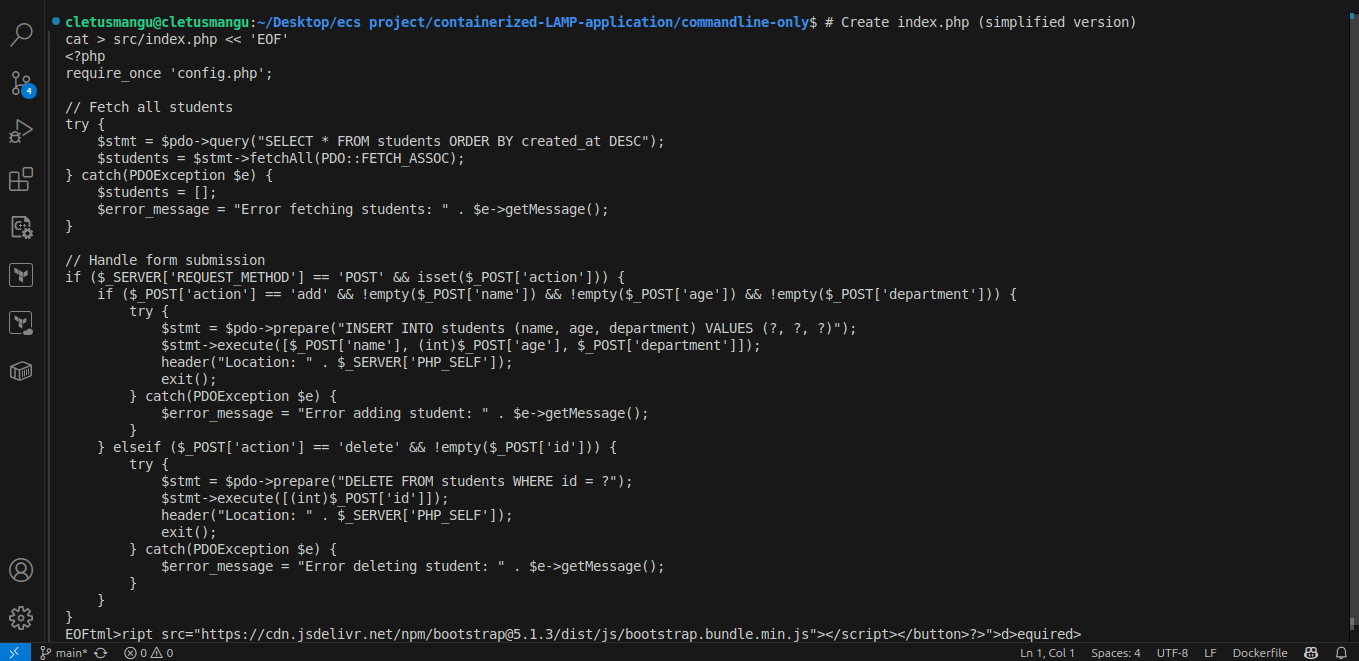 cletusmangu@cletusmangu:~/Desktop/ecs project/containerized-LAMP-application/commandline-only$ # Create index.php (simplified version)
cat > src/index.php << 'EOF'
<?php
require_once 'config.php';

// Fetch all students
try {
    $stmt = $pdo->query("SELECT * FROM students ORDER BY created_at DESC");
    $students = $stmt->fetchAll(PDO::FETCH_ASSOC);
} catch(PDOException $e) {
    $students = [];
    $error_message = "Error fetching students: " . $e->getMessage();
}

// Handle form submission
if ($_SERVER['REQUEST_METHOD'] == 'POST' && isset($_POST['action'])) {
    if ($_POST['action'] == 'add' && !empty($_POST['name']) && !empty($_POST['age']) && !empty($_POST['department'])) {
        try {
            $stmt = $pdo->prepare("INSERT INTO students (name, age, department) VALUES (?, ?, ?)");
            $stmt->execute([$_POST['name'], (int)$_POST['age'], $_POST['department']]);
            header("Location: " . $_SERVER['PHP_SELF']);
            exit();
        } catch(PDOException $e) {
            $error_message = "Error adding student: " . $e->getMessage();
        }
    } elseif ($_POST['action'] == 'delete' && !empty($_POST['id'])) {
        try {
            $stmt = $pdo->prepare("DELETE FROM students WHERE id = ?");
            $stmt->execute([(int)$_POST['id']]);
            header("Location: " . $_SERVER['PHP_SELF']);
            exit();
        } catch(PDOException $e) {
            $error_message = "Error deleting student: " . $e->getMessage();
        }
    }
}
EOFtml>ript src="https://cdn.jsdelivr.net/npm/bootstrap@5.1.3/dist/js/bootstrap.bundle.min.js"></script></button>?>">d>equired>
4
main* 0 0 Ln 1, Col 1 Spaces: 4 UTF-8 LF Dockerfile